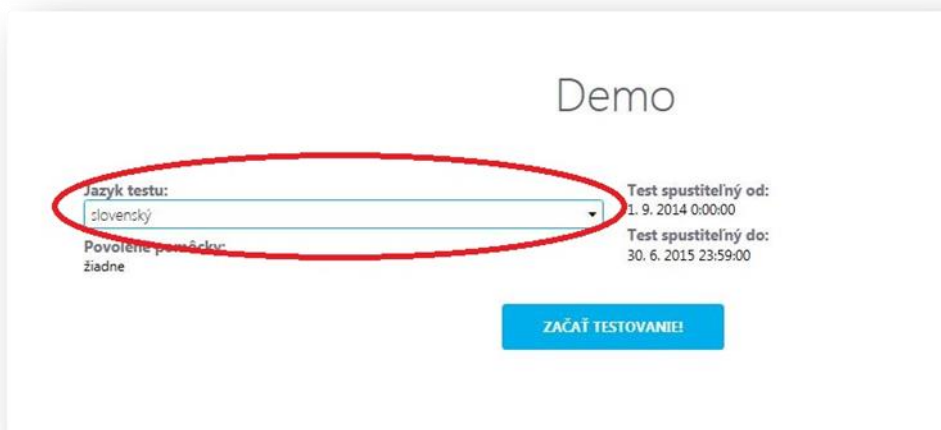 Demo
Jazyk testu:
slovenský
Povolené pomôcky:
žiadne
Test spustiteľný od:
1. 9. 2014 0:00:00
Test spustiteľný do:
30. 6. 2015 23:59:00
ZAČAŤ TESTOVANIE!